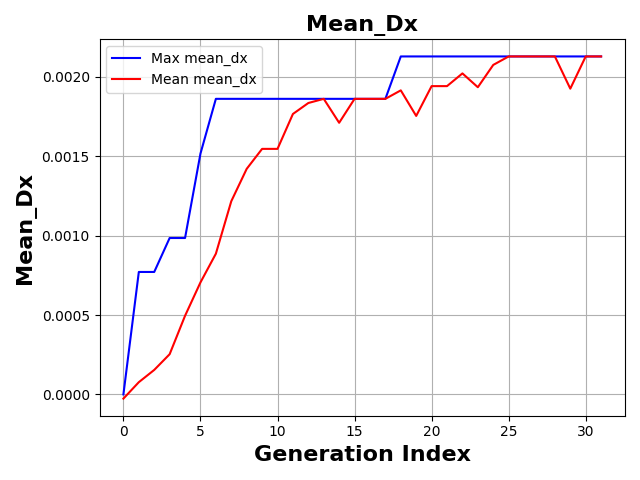 Mean_Dx
Max mean_dx
Mean mean_dx
Mean_Dx
0.0020
0.0015
0.0010
0.0005
0.0000
0 5 10 15 20 25 30
Generation Index